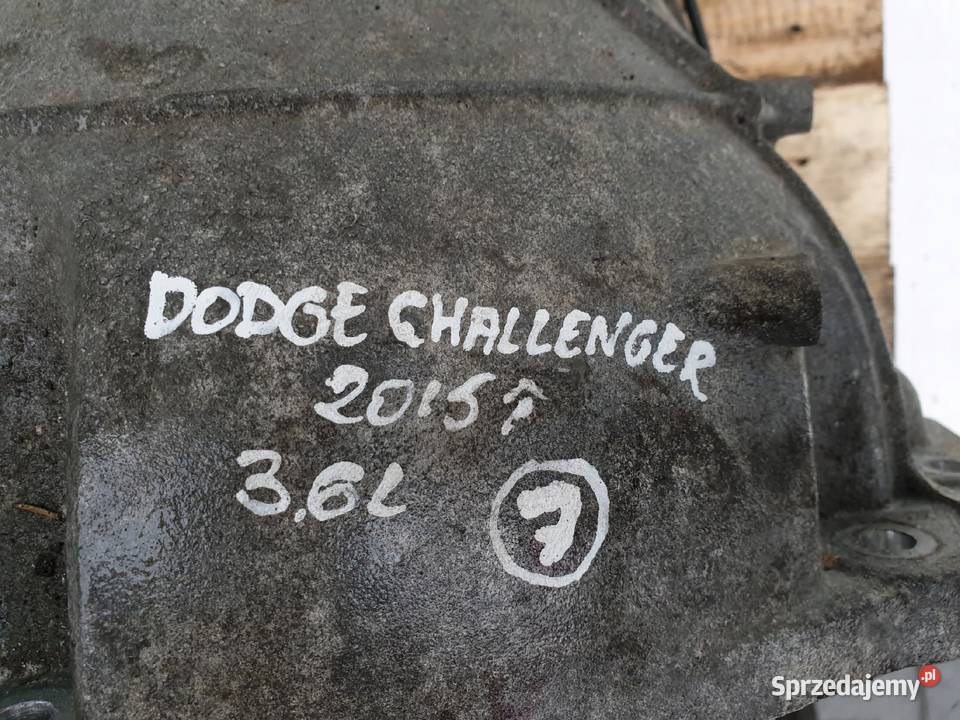 DODGE CHALLENGER
2015↑
3.6L
7
Sprzedajemy.pl